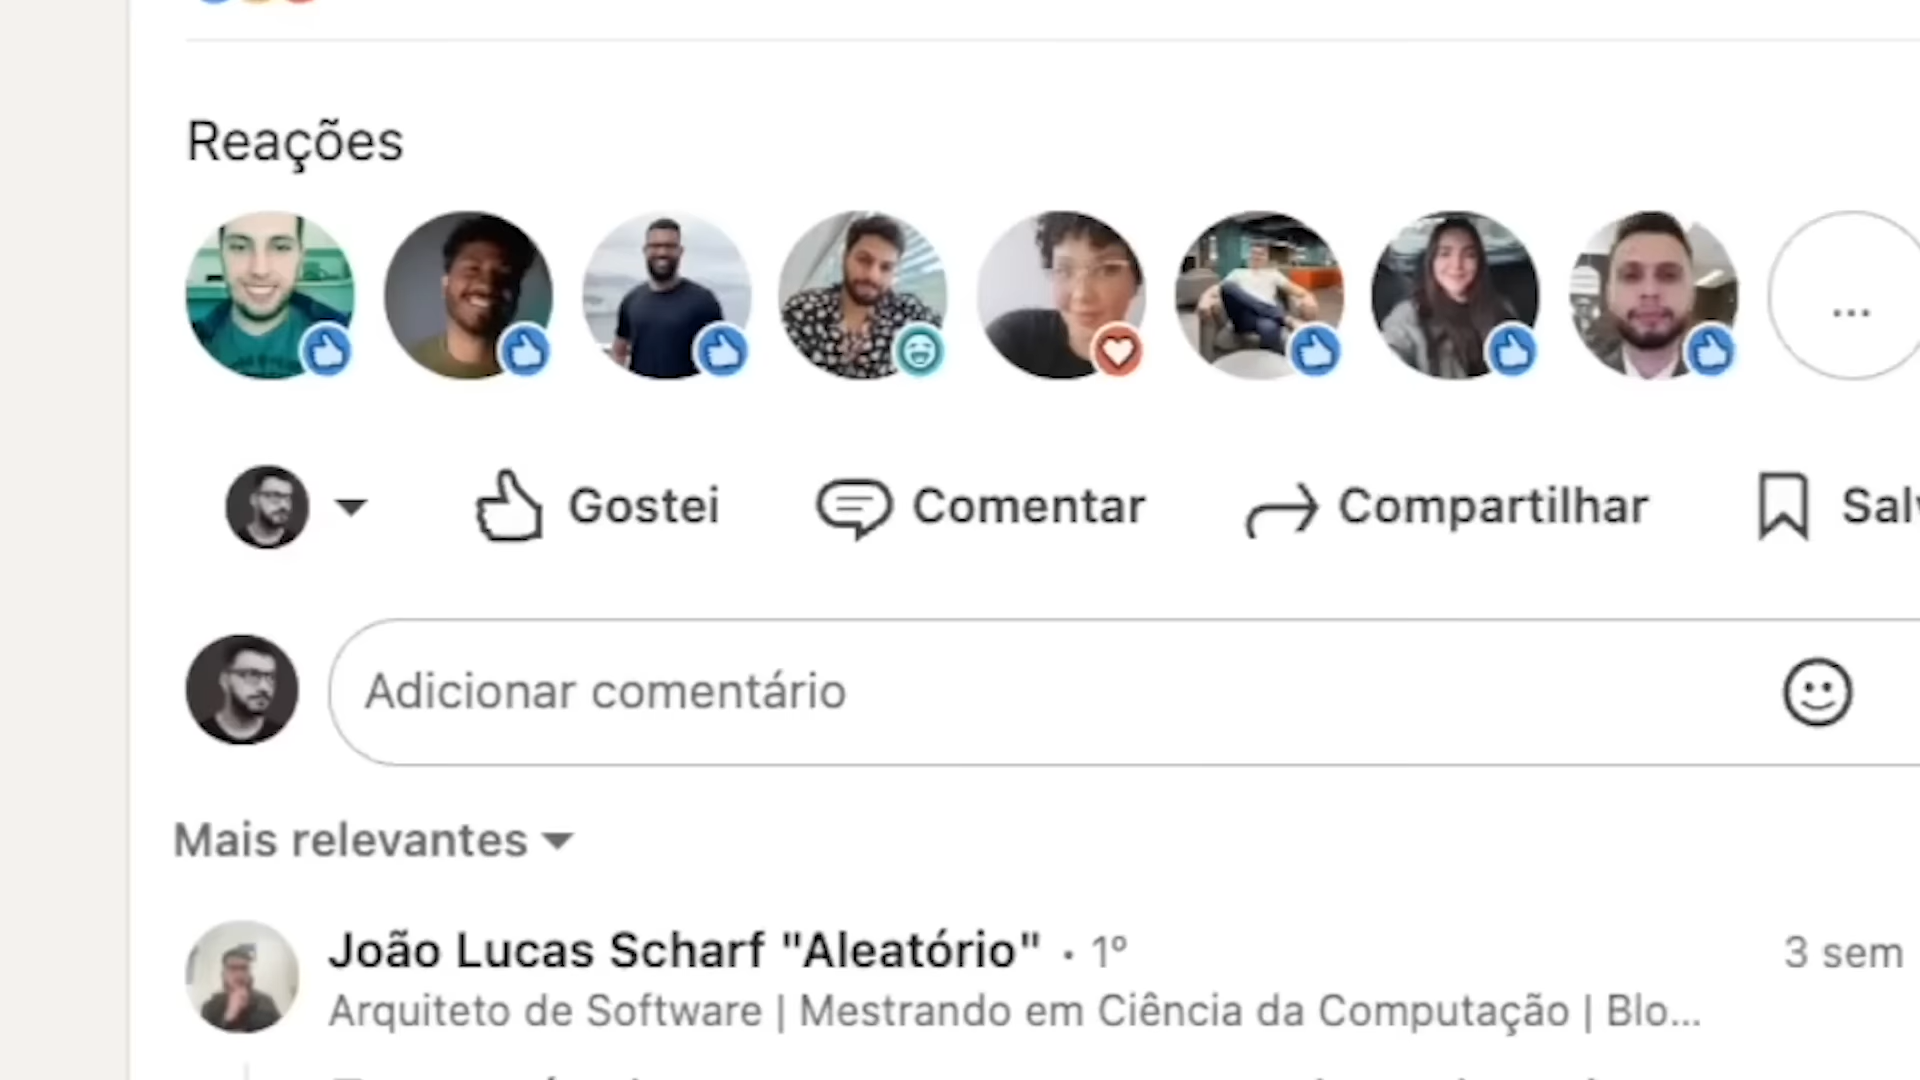 Reações
...
Gostei
Comentar
Compartilhar
Adicionar comentário
Mais relevantes
João Lucas Scharf "Aleatório" · 1º
3 sem
Arquiteto de Software | Mestrando em Ciência da Computação | Blo...